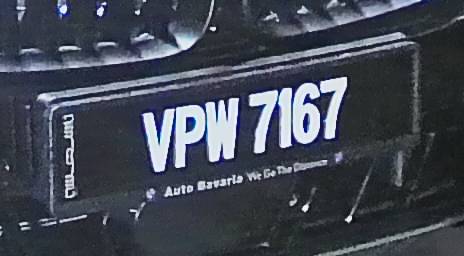 VPW 7167
Auto Bavaria We Go The Distance